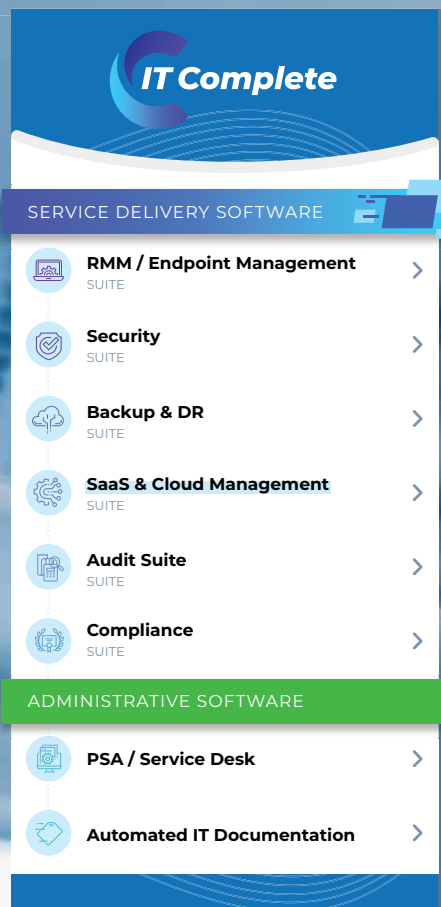 IT Complete
SERVICE DELIVERY SOFTWARE
RMM / Endpoint Management
SUITE
Security
SUITE
Backup & DR
SUITE
SaaS & Cloud Management
SUITE
Audit Suite
SUITE
Compliance
SUITE
ADMINISTRATIVE SOFTWARE
PSA / Service Desk
Automated IT Documentation